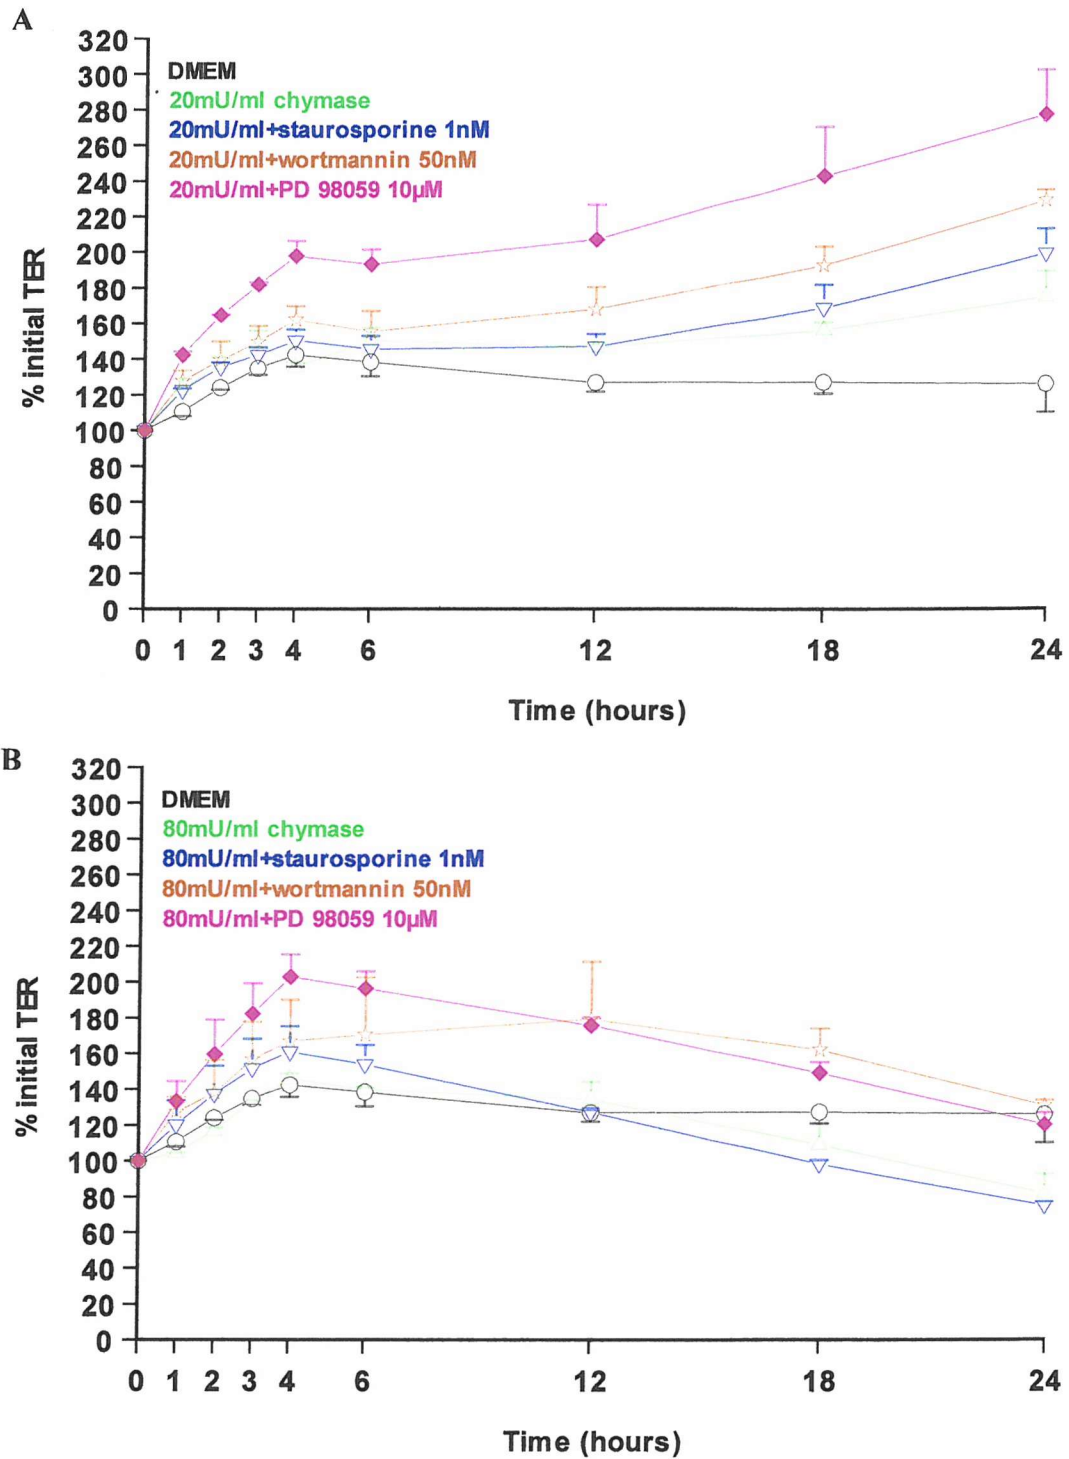 A
320
300
280
260
240
220
200
180
160
140
120
100
80
60
40
20
0
% initial TER
DMEM
20mU/ml chymase
20mU/ml+staurosporine 1nM
20mU/ml+wortmannin 50nM
20mU/ml+PD 98059 10µM
0 1 2 3 4 6 12 18 24
Time (hours)
B
320
300
280
260
240
220
200
180
160
140
120
100
80
60
40
20
0
% initial TER
DMEM
80mU/ml chymase
80mU/ml+staurosporine 1nM
80mU/ml+wortmannin 50nM
80mU/ml+PD 98059 10µM
0 1 2 3 4 6 12 18 24
Time (hours)